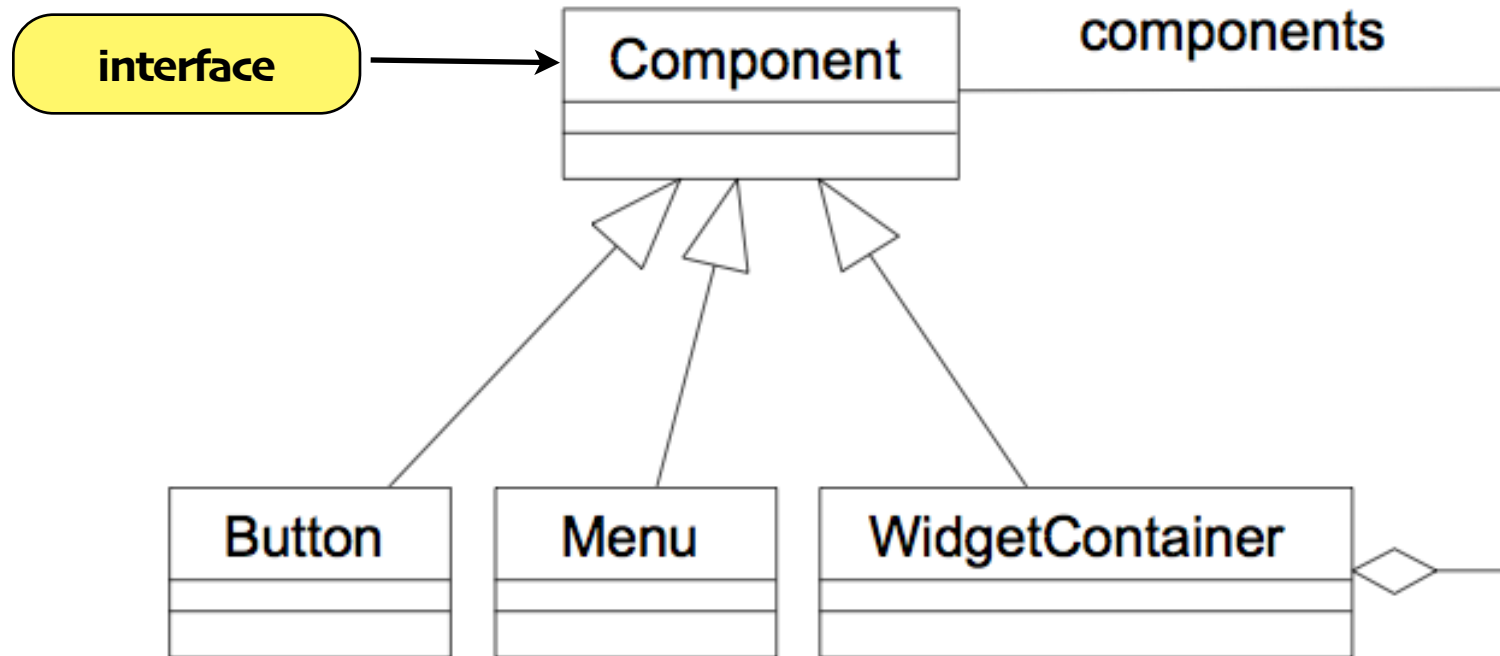 interface
Component
components
Button
Menu
WidgetContainer